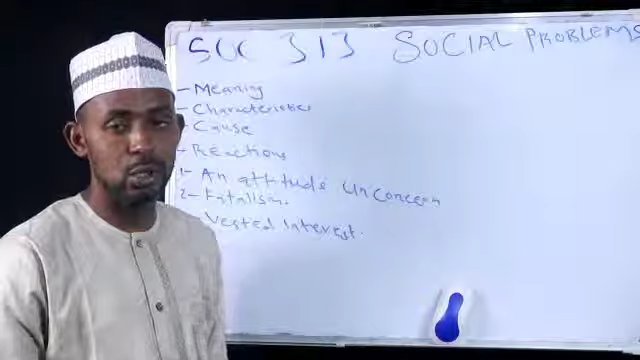 SOC 313 SOCIAL PROBLEMS
- Meaning
- Characteristics
- Cause
- Reactions
1- An attitude unconcern
2- Fatalism.
Vested interest.